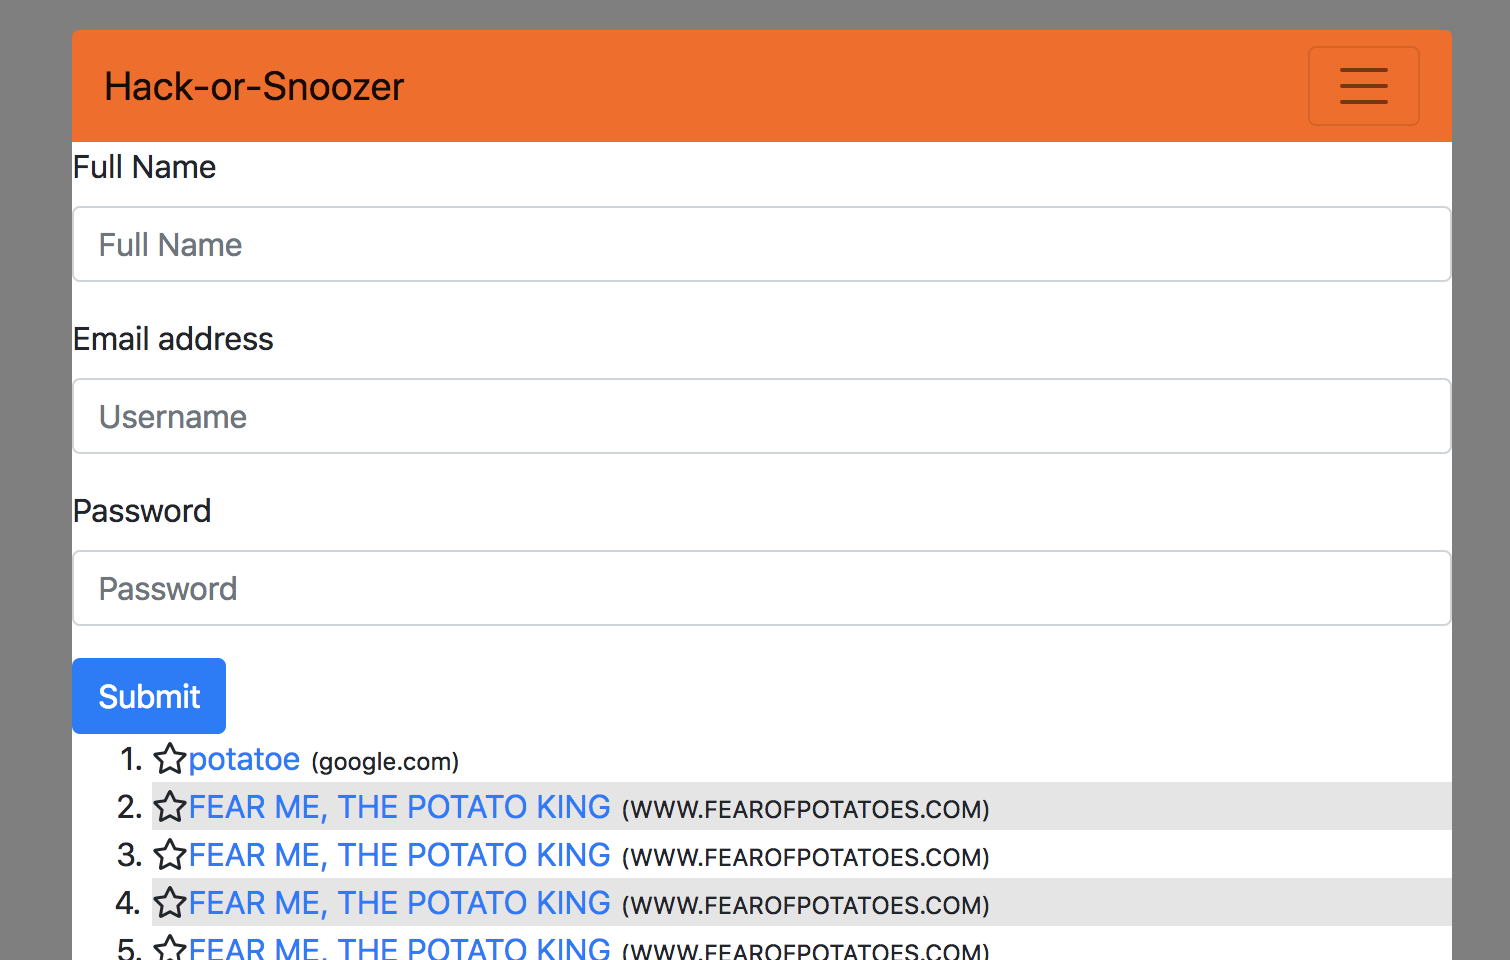 Hack-or-Snoozer
Full Name
Full Name
Email address
Username
Password
Password
Submit
1. potatoe (google.com)
2. FEAR ME, THE POTATO KING (WWW.FEAROFPOTATOES.COM)
3. FEAR ME, THE POTATO KING (WWW.FEAROFPOTATOES.COM)
4. FEAR ME, THE POTATO KING (WWW.FEAROFPOTATOES.COM)
5. FEAR ME, THE POTATO KING (WWW.FEAROFPOTATOES.COM)